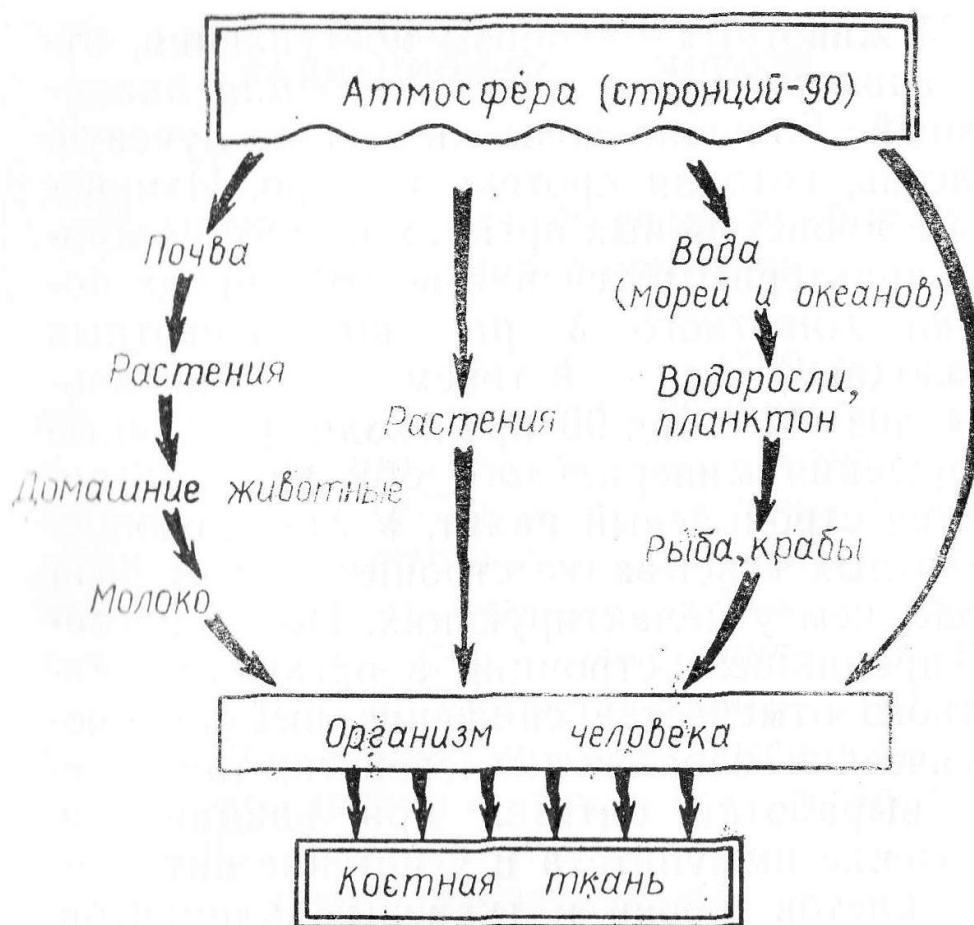 Атмосфера (стронций-90)
Почва
Растения
Домашние животные
Молоко
Растения
Вода
(морей и океанов)
Водоросли,
планктон
Рыба, крабы
Организм человека
Костная ткань